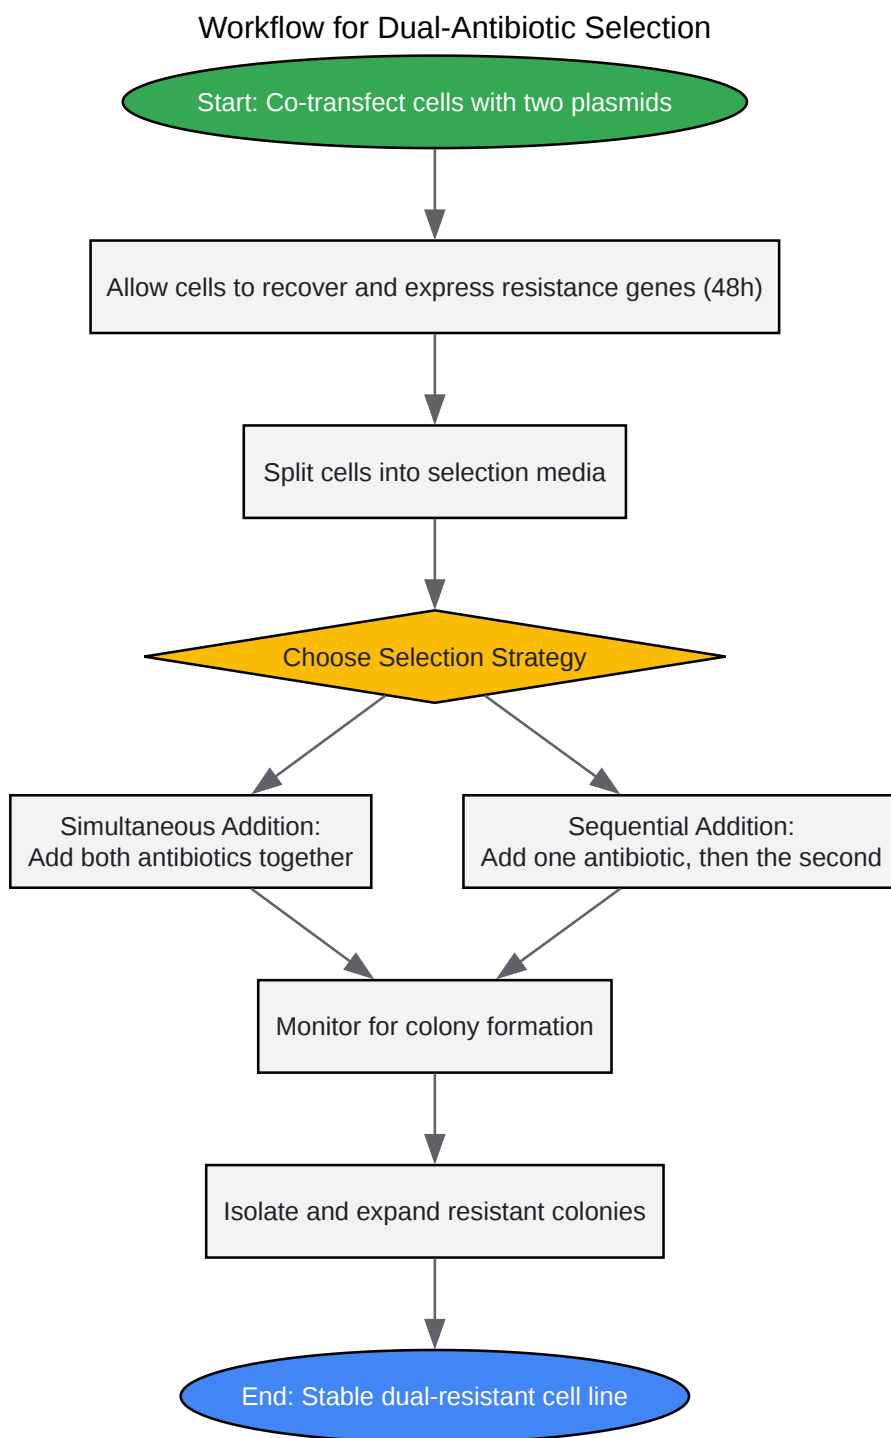 Workflow for Dual-Antibiotic Selection
Start: Co-transfect cells with two plasmids
Allow cells to recover and express resistance genes (48h)
Split cells into selection media
Choose Selection Strategy
Simultaneous Addition:
Add both antibiotics together
Sequential Addition:
Add one antibiotic, then the second
Monitor for colony formation
Isolate and expand resistant colonies
End: Stable dual-resistant cell line